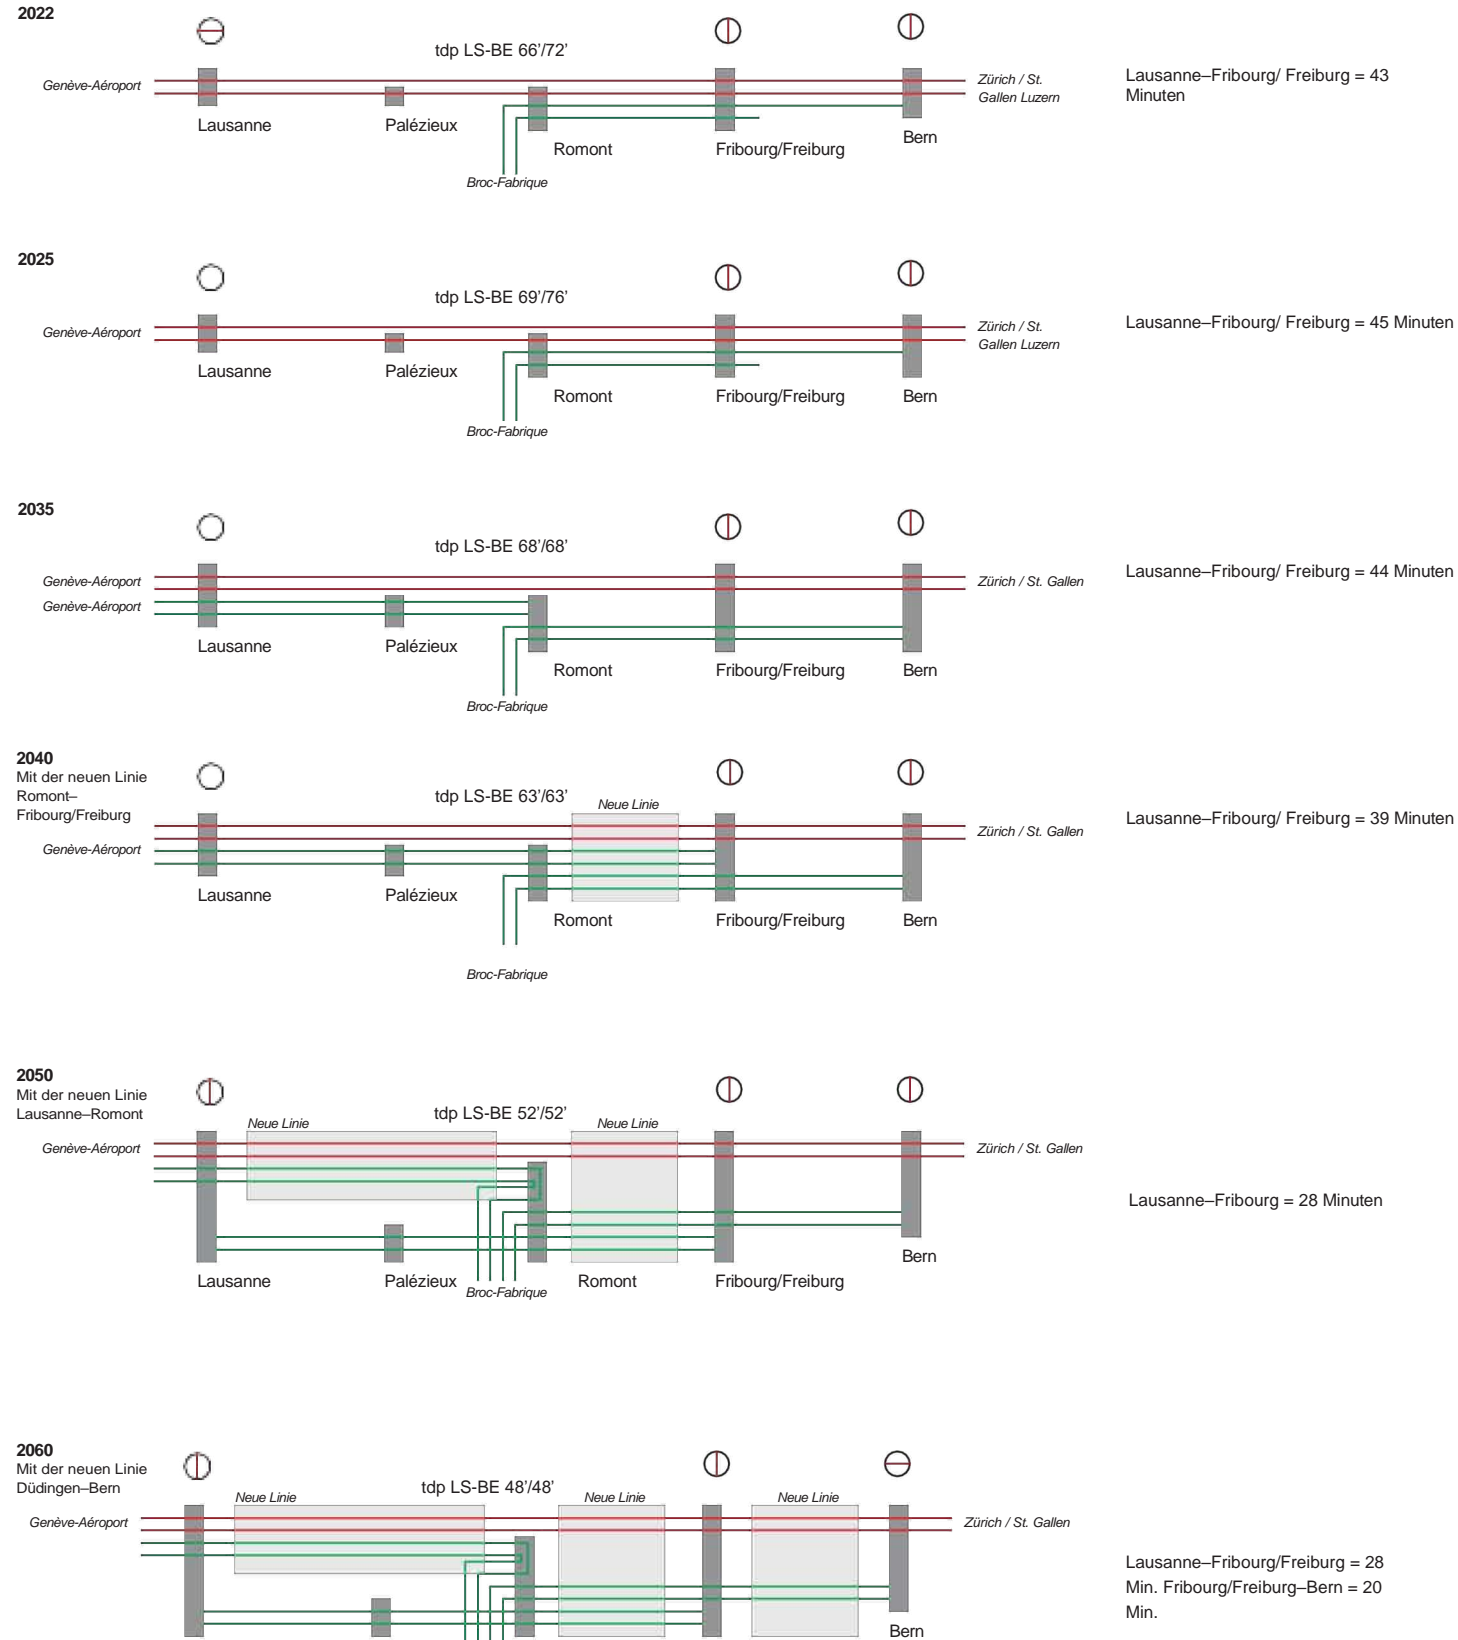 2022
tdp LS-BE 66'/72'
Genève-Aéroport
Zürich / St.
Gallen Luzern
Lausanne–Fribourg/ Freiburg = 43
Minuten
Lausanne
Palézieux
Romont
Fribourg/Freiburg
Bern
Broc-Fabrique
2025
tdp LS-BE 69'/76'
Genève-Aéroport
Zürich / St.
Gallen Luzern
Lausanne–Fribourg/ Freiburg = 45 Minuten
Lausanne
Palézieux
Romont
Fribourg/Freiburg
Bern
Broc-Fabrique
2035
tdp LS-BE 68'/68'
Genève-Aéroport
Genève-Aéroport
Zürich / St. Gallen
Lausanne–Fribourg/ Freiburg = 44 Minuten
Lausanne
Palézieux
Romont
Fribourg/Freiburg
Bern
Broc-Fabrique
2040
Mit der neuen Linie
Romont–
Fribourg/Freiburg
tdp LS-BE 63'/63'
Neue Linie
Genève-Aéroport
Zürich / St. Gallen
Lausanne–Fribourg/ Freiburg = 39 Minuten
Lausanne
Palézieux
Romont
Fribourg/Freiburg
Bern
Broc-Fabrique
2050
Mit der neuen Linie
Lausanne–Romont
Neue Linie
tdp LS-BE 52'/52'
Neue Linie
Genève-Aéroport
Zürich / St. Gallen
Lausanne–Fribourg = 28 Minuten
Bern
Lausanne
Palézieux
Broc-Fabrique
Romont
Fribourg/Freiburg
2060
Mit der neuen Linie
Düdingen–Bern
Neue Linie
tdp LS-BE 48'/48'
Neue Linie
Neue Linie
Genève-Aéroport
Zürich / St. Gallen
Lausanne–Fribourg/Freiburg = 28
Min. Fribourg/Freiburg–Bern = 20
Min.
Bern